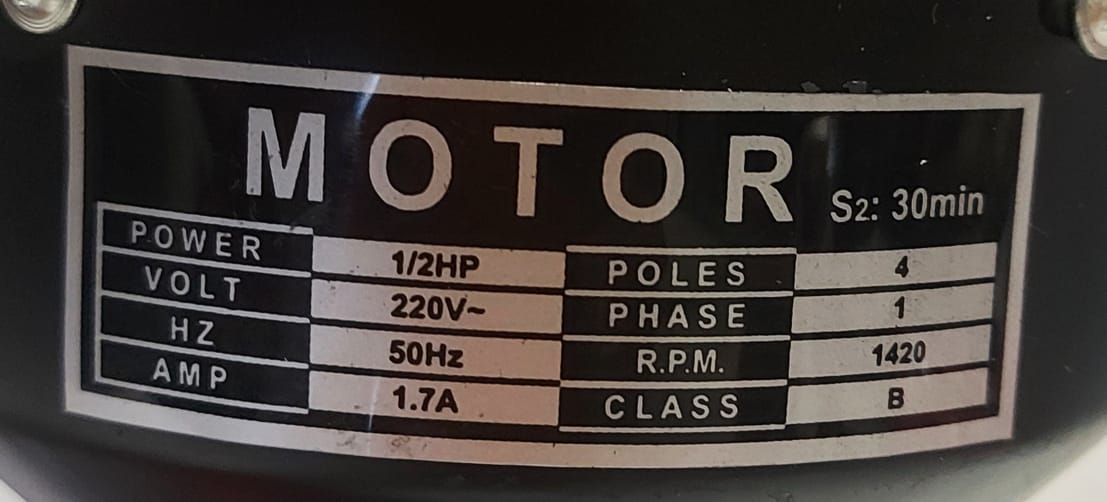 MOTOR S2: 30min
POWER 1/2HP POLES 4
VOLT 220V~ PHASE 1
HZ 50Hz R.P.M. 1420
AMP 1.7A CLASS B